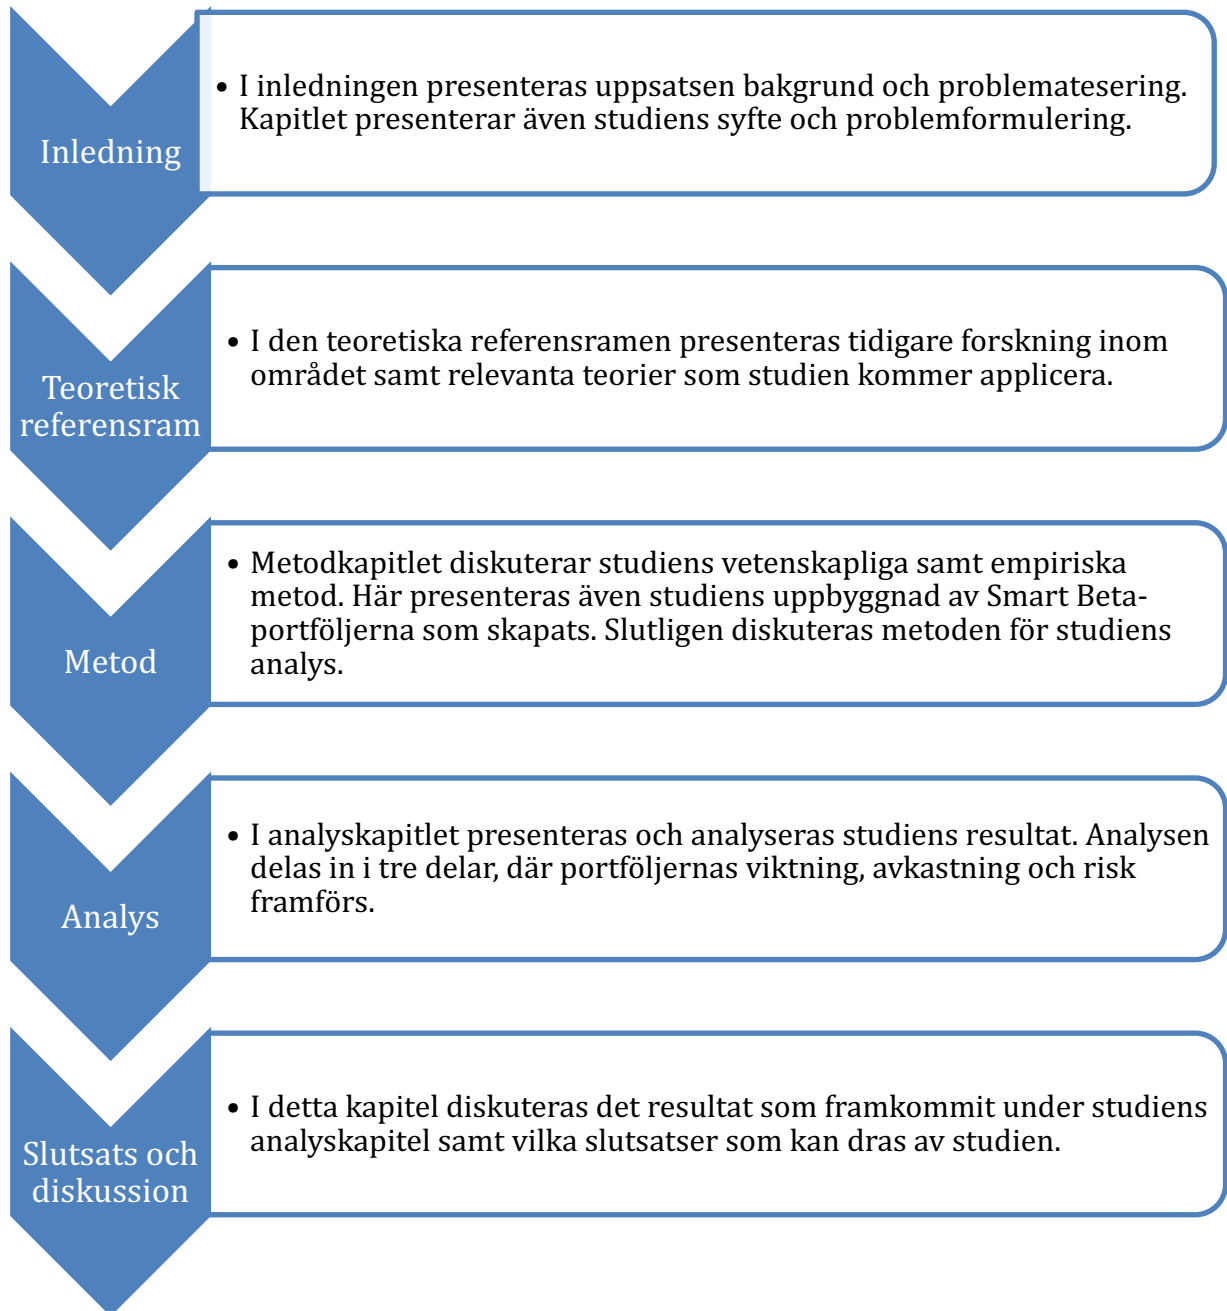 Inledning
• I inledningen presenteras uppsatsen bakgrund och problematesering.
Kapitlet presenterar även studiens syfte och problemformulering.
Teoretisk
referensram
• I den teoretiska referensramen presenteras tidigare forskning inom
området samt relevanta teorier som studien kommer applicera.
Metod
• Metodkapitlet diskuterar studiens vetenskapliga samt empiriska
metod. Här presenteras även studiens uppbyggnad av Smart Beta-
portföljerna som skapats. Slutligen diskuteras metoden för studiens
analys.
Analys
• I analyskapitlet presenteras och analyseras studiens resultat. Analysen
delas in i tre delar, där portföljernas viktning, avkastning och risk
framförs.
Slutsats och
diskussion
• I detta kapitel diskuteras det resultat som framkommit under studiens
analyskapitel samt vilka slutsatser som kan dras av studien.